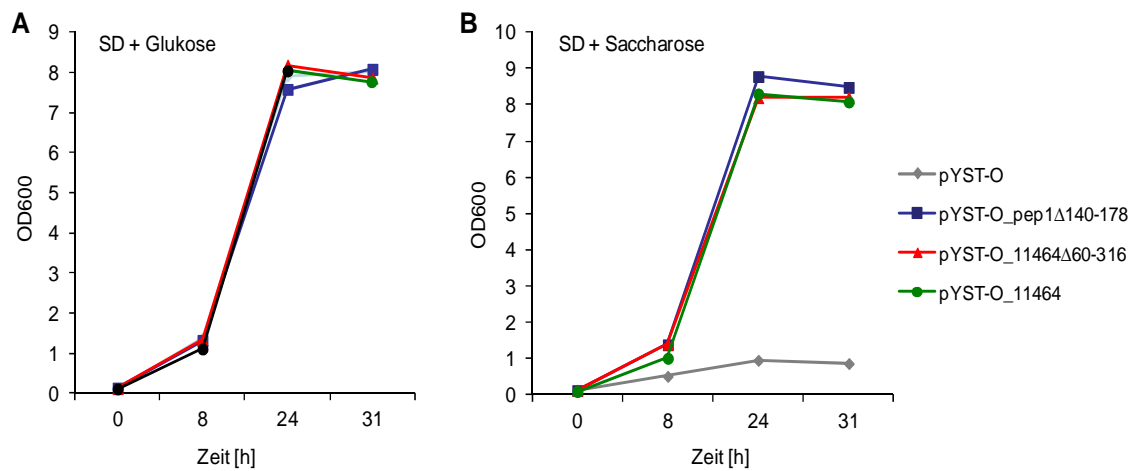 A
SD + Glukose
OD600
9
8
7
6
5
4
3
2
1
0
0 8 24 31
Zeit [h]
B
SD + Saccharose
OD600
10
9
8
7
6
5
4
3
2
1
0
0 8 24 31
Zeit [h]
pYST-O
pYST-O_pep1Δ140-178
pYST-O_11464Δ60-316
pYST-O_11464